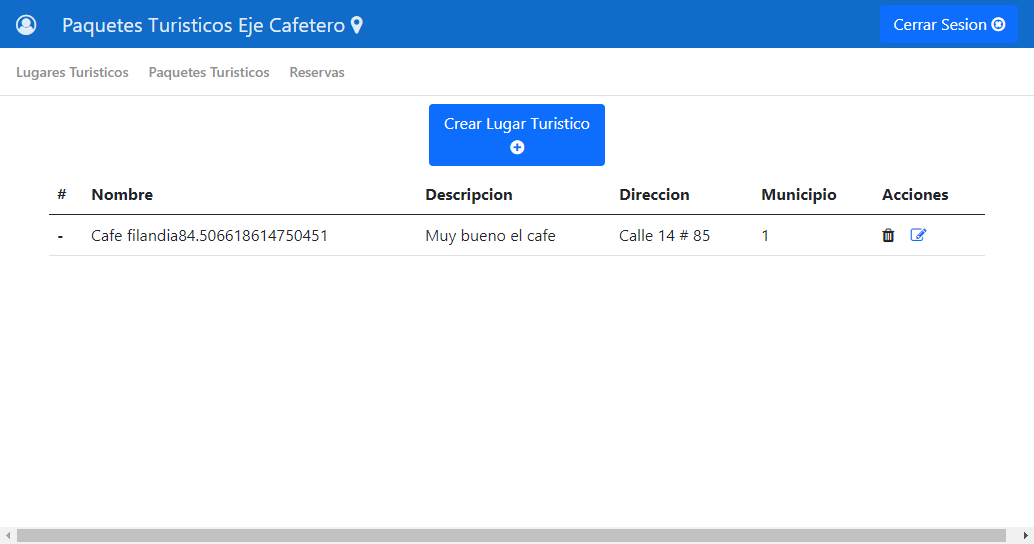 Paquetes Turisticos Eje Cafetero
Cerrar Sesion
Lugares Turisticos Paquetes Turisticos Reservas
Crear Lugar Turistico
# Nombre Descripcion Direccion Municipio Acciones
- Cafe filandia84.506618614750451 Muy bueno el cafe Calle 14 # 85 1